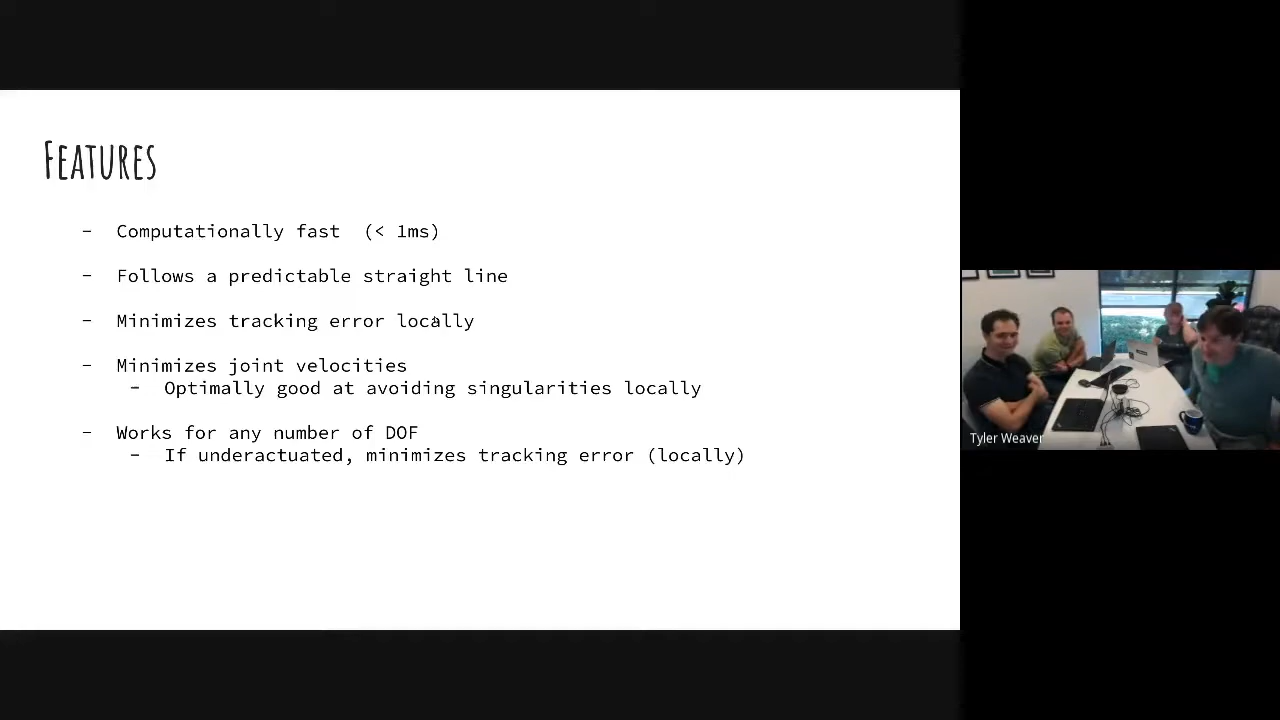 FEATURES
- Computationally fast (< 1ms)
- Follows a predictable straight line
- Minimizes tracking error locally
- Minimizes joint velocities
- Optimally good at avoiding singularities locally
- Works for any number of DOF
- If underactuated, minimizes tracking error (locally)
Tyler Weaver